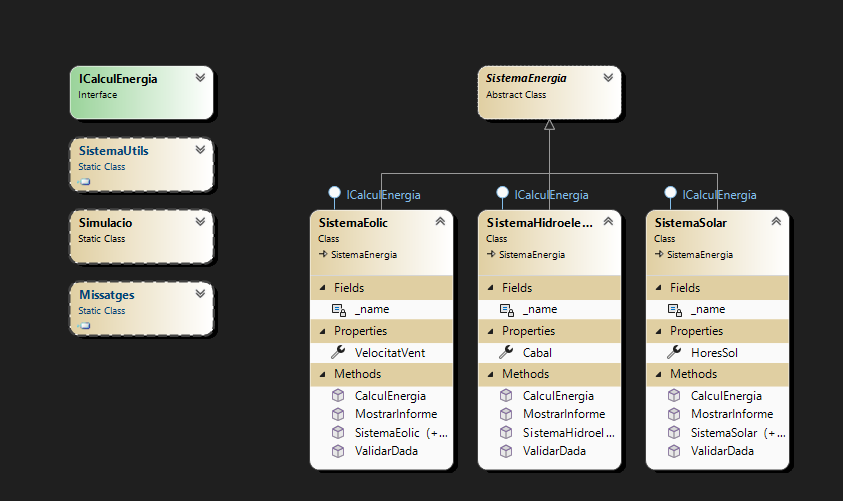 ICalculEnergia
Interface
SistemaUtils
Static Class
Simulacio
Static Class
Missatges
Static Class
SistemaEnergia
Abstract Class
ICalculEnergia
SistemaEolic
Class
SistemaEnergia
Fields
_name
Properties
VelocitatVent
Methods
CalculEnergia
MostrarInforme
SistemaEolic (+...
ValidarDada
ICalculEnergia
SistemaHidroele...
Class
SistemaEnergia
Fields
_name
Properties
Cabal
Methods
CalculEnergia
MostrarInforme
SistemaHidroel...
ValidarDada
ICalculEnergia
SistemaSolar
Class
SistemaEnergia
Fields
_name
Properties
HoresSol
Methods
CalculEnergia
MostrarInforme
SistemaSolar (+...
ValidarDada